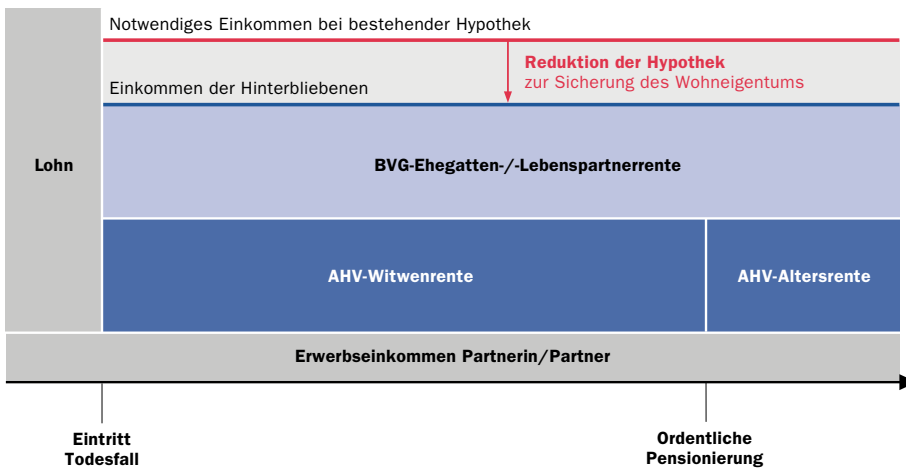 Notwendiges Einkommen bei bestehender Hypothek
Reduktion der Hypothek
zur Sicherung des Wohneigentums
Einkommen der Hinterbliebenen
Lohn
BVG-Ehegatten-/-Lebenspartnerrente
AHV-Witwenrente
AHV-Altersrente
Erwerbseinkommen Partnerin/Partner
Eintritt
Todesfall
Ordentliche
Pensionierung